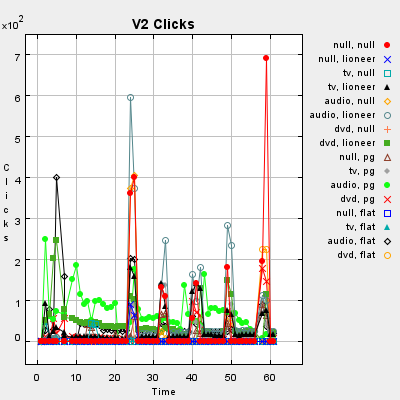 V2 Clicks
x10²
7
6
5
4
3
2
1
0
Clicks
0 10 20 30 40 50 60
Time
null, null
null, lioneer
tv, null
tv, lioneer
audio, null
audio, lioneer
dvd, null
dvd, lioneer
null, pg
tv, pg
audio, pg
dvd, pg
null, flat
tv, flat
audio, flat
dvd, flat